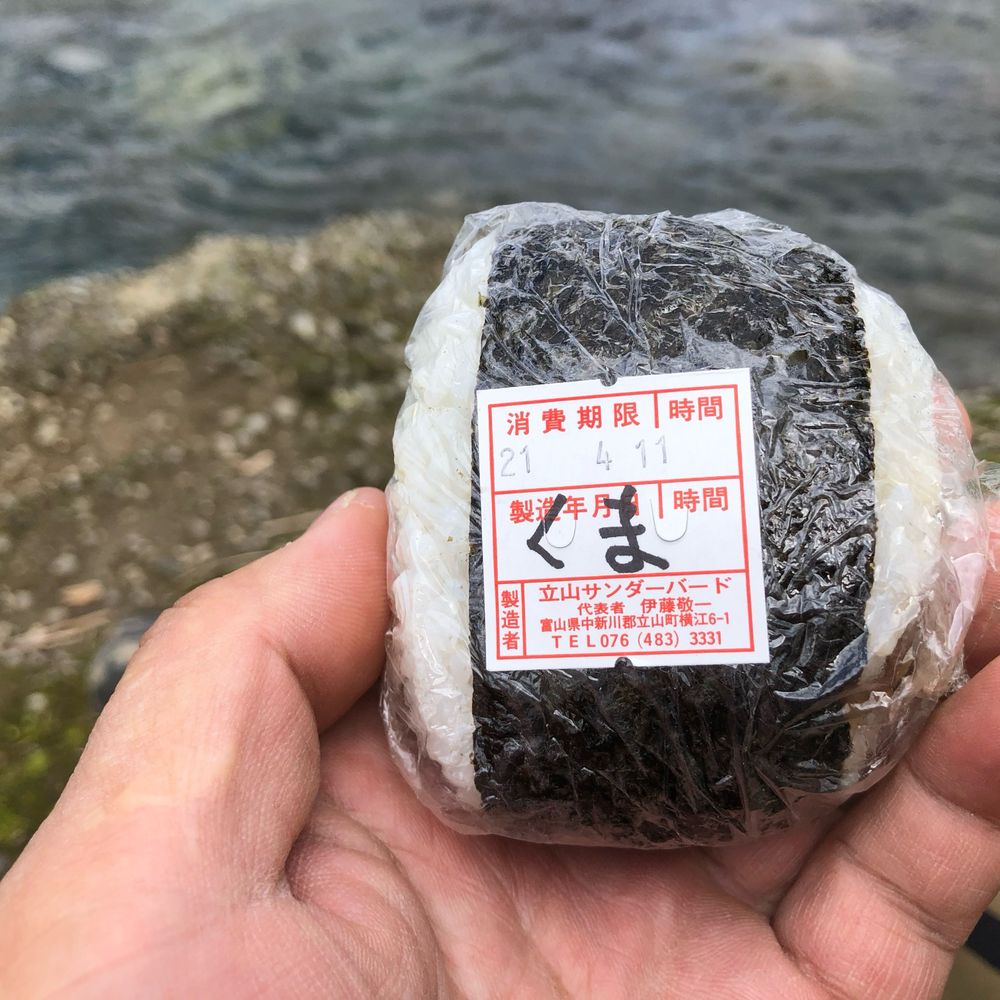 消費期限 時間
21 4 11
製造年月日 時間
くま
製造者
立山サンダーバード
代表者 伊藤敬一
富山県中新川郡立山町横江6-1
TEL076(483)3331